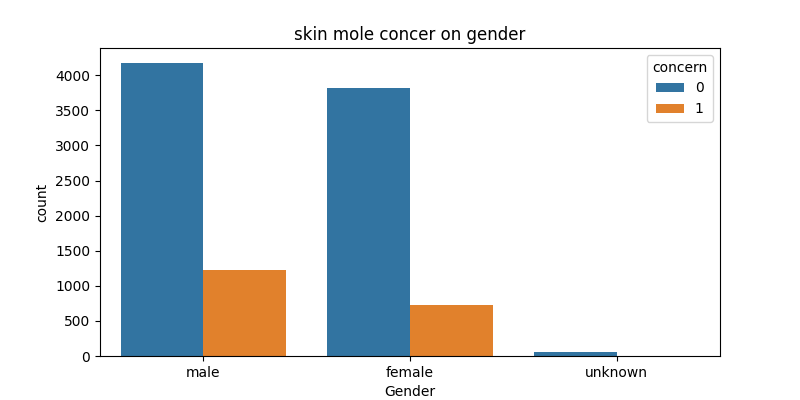 skin mole concer on gender
concern
0
1
4000
3500
3000
2500
2000
1500
1000
500
0
count
male female unknown
Gender